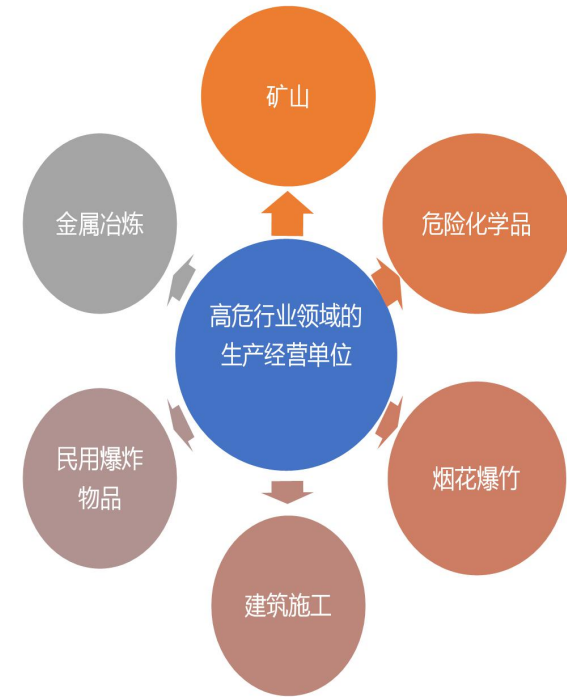 矿山
金属冶炼
危险化学品
高危行业领域的
生产经营单位
民用爆炸
物品
烟花爆竹
建筑施工